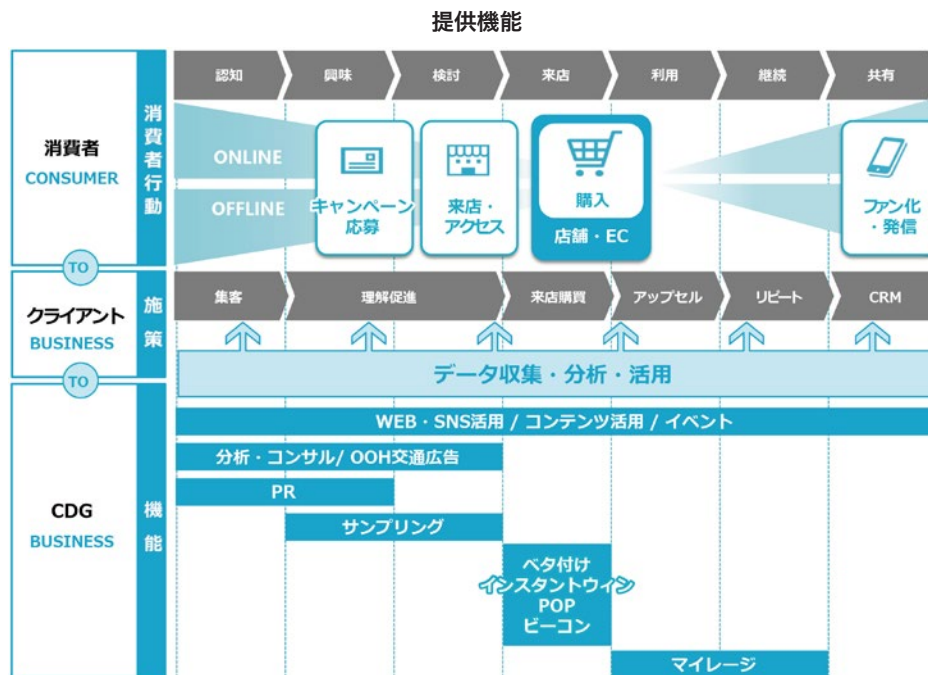 提供機能
認知
興味
検討
来店
利用
継続
共有
消費者
CONSUMER
消費者行動
ONLINE
OFFLINE
キャンペーン
応募
来店・
アクセス
購入
店舗・EC
ファン化
・発信
TO
クライアント
BUSINESS
施策
集客
理解促進
来店購買
アップセル
リピート
CRM
データ収集・分析・活用
TO
CDG
BUSINESS
機能
WEB・SNS活用 / コンテンツ活用 / イベント
分析・コンサル/ OOH交通広告
PR
サンプリング
ベタ付け
インスタントウィン
POP
ビーコン
マイレージ